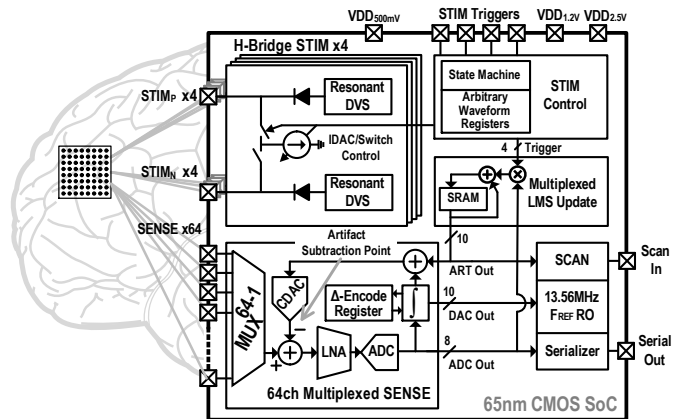 VDD500mV STIM Triggers VDD1.2V VDD2.5V
H-Bridge STIM x4
STIMP x4
Resonant DVS
State Machine
Arbitrary Waveform Registers
STIM Control
IDAC/Switch Control
4 Trigger
STIMN x4
Resonant DVS
SRAM
+
×
Multiplexed LMS Update
SENSE x64
Artifact Subtraction Point
10
ART Out
SCAN
Scan In
64-1 MUX
CDAC
+
Δ-Encode Register
∫
10
DAC Out
13.56MHz FREF RO
−
+
+
LNA
ADC
8
ADC Out
Serializer
Serial Out
64ch Multiplexed SENSE
65nm CMOS SoC